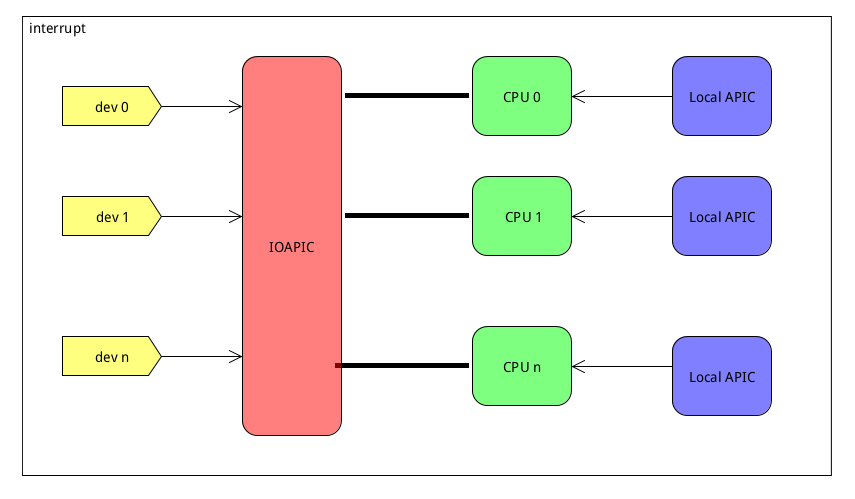 interrupt
dev 0
CPU 0
Local APIC
dev 1
CPU 1
Local APIC
IOAPIC
dev n
CPU n
Local APIC